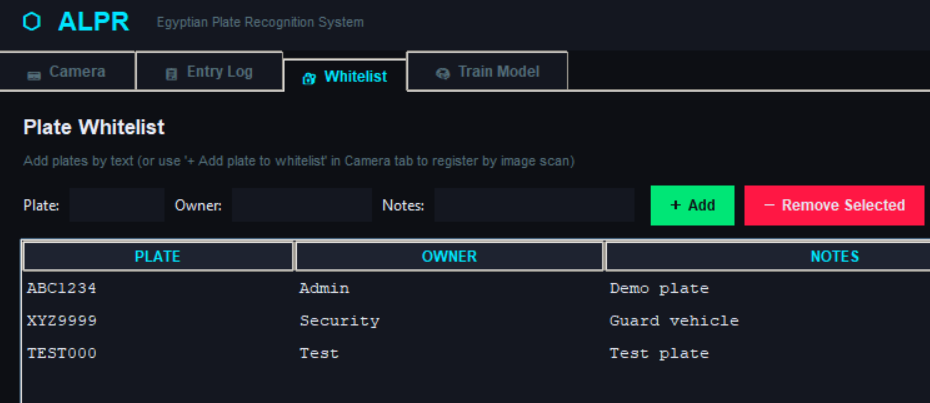 ALPR Egyptian Plate Recognition System
Camera Entry Log Whitelist Train Model
Plate Whitelist
Add plates by text (or use '+ Add plate to whitelist' in Camera tab to register by image scan)
Plate: Owner: Notes: + Add − Remove Selected
PLATE OWNER NOTES
ABC1234 Admin Demo plate
XYZ9999 Security Guard vehicle
TEST000 Test Test plate